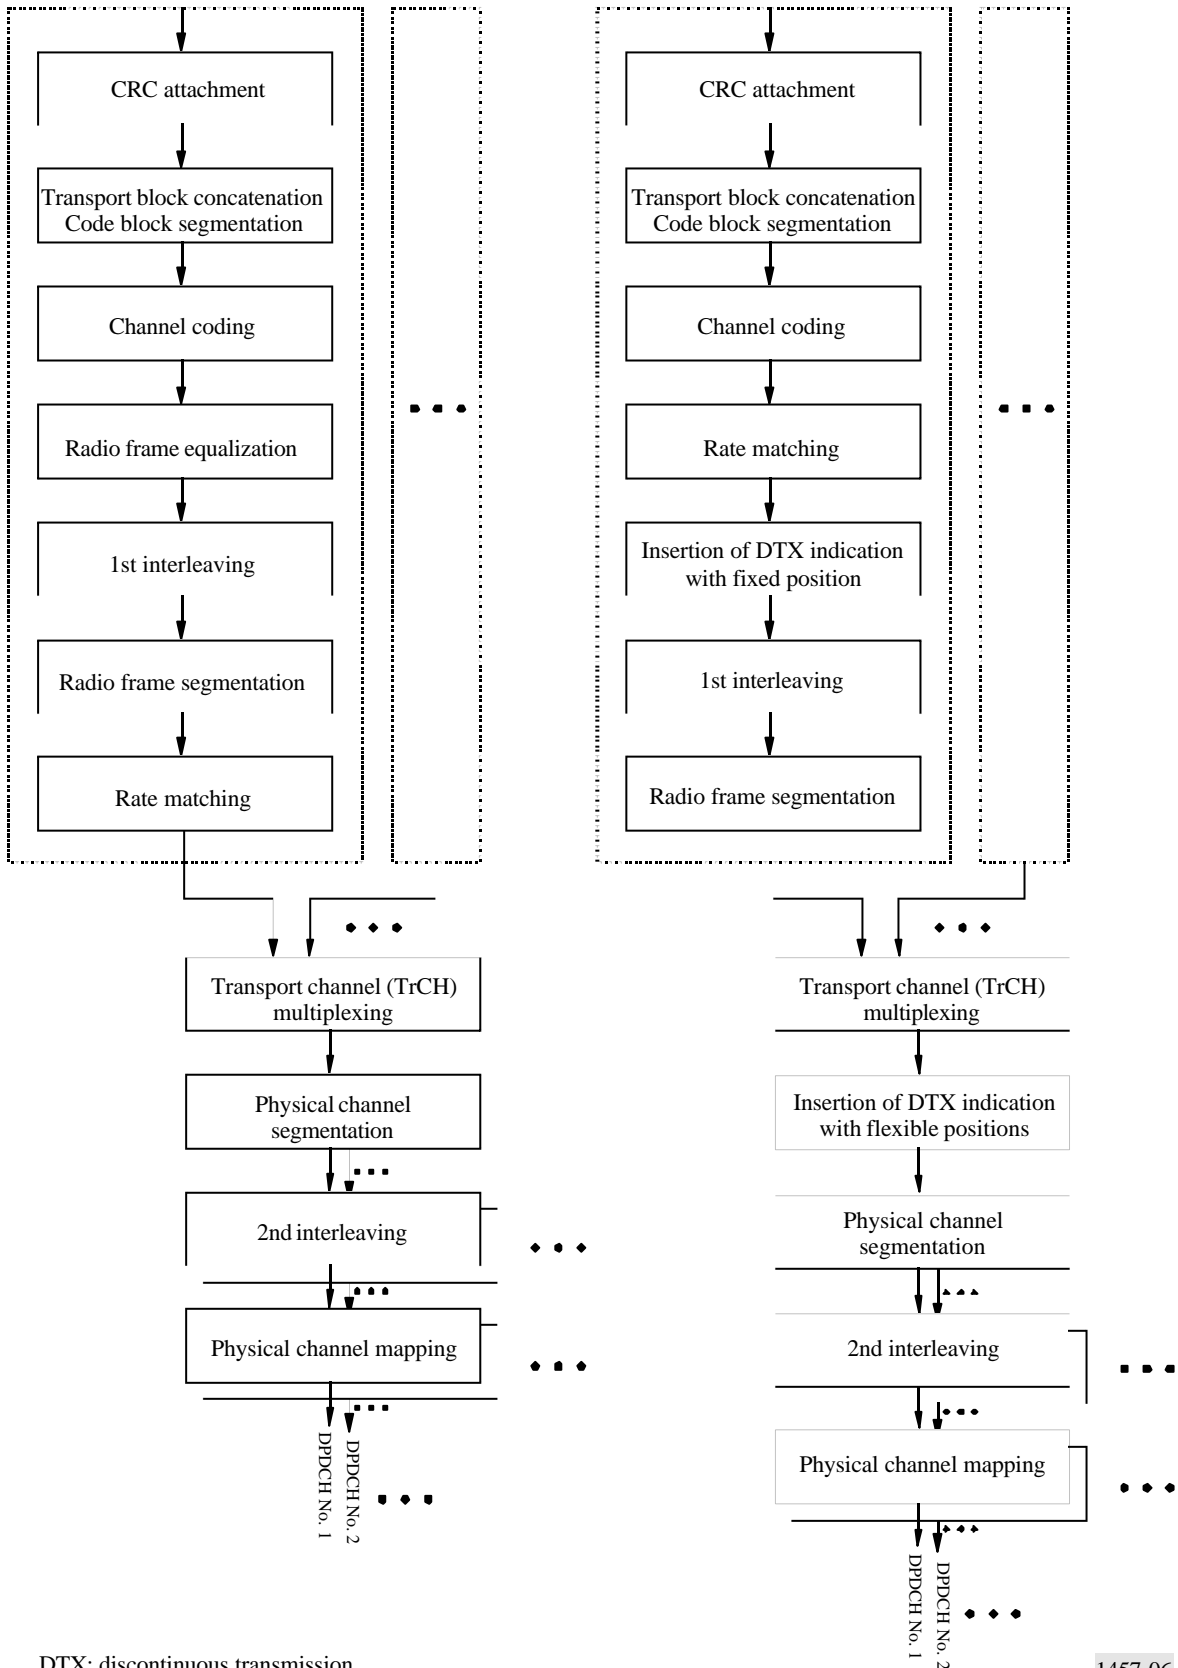 CRC attachment
Transport block concatenation
Code block segmentation
Channel coding
Radio frame equalization
1st interleaving
Radio frame segmentation
Rate matching
Transport channel (TrCH)
multiplexing
Physical channel
segmentation
2nd interleaving
Physical channel mapping
DPDCH No. 1
DPDCH No. 2
CRC attachment
Transport block concatenation
Code block segmentation
Channel coding
Rate matching
Insertion of DTX indication
with fixed position
1st interleaving
Radio frame segmentation
Transport channel (TrCH)
multiplexing
Insertion of DTX indication
with flexible positions
Physical channel
segmentation
2nd interleaving
Physical channel mapping
DPDCH No. 1
DPDCH No. 2
DTX: discontinuous transmission
1457-06